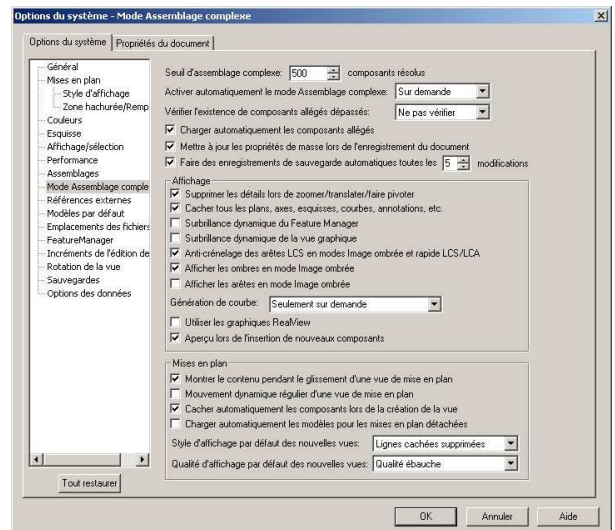 Options du système - Mode Assemblage complexe
Options du système
Propriétés du document
Général
Mises en plan
Style d'affichage
Zone hachurée/Remp
Couleurs
Esquisse
Affichage/sélection
Performance
Assemblages
Mode Assemblage comple
Références externes
Modèles par défaut
Emplacements des fichiers
FeatureManager
Incréments de l'édition de
Rotation de la vue
Sauvegardes
Options des données
Tout restaurer
Seuil d'assemblage complexe: 500 composants résolus
Activer automatiquement le mode Assemblage complexe: Sur demande
Vérifier l'existence de composants allégés dépassés: Ne pas vérifier
Charger automatiquement les composants allégés
Mettre à jour les propriétés de masse lors de l'enregistrement du document
Faire des enregistrements de sauvegarde automatiques toutes les 5 modifications
Affichage
Supprimer les détails lors de zoomer/translater/faire pivoter
Cacher tous les plans, axes, esquisses, courbes, annotations, etc.
Surbrillance dynamique du Feature Manager
Surbrillance dynamique de la vue graphique
Anti-crénelage des arêtes LCS en modes Image ombrée et rapide LCS/LCA
Afficher les ombres en mode Image ombrée
Afficher les arêtes en mode Image ombrée
Génération de courbe: Seulement sur demande
Utiliser les graphiques RealView
Aperçu lors de l'insertion de nouveaux composants
Mises en plan
Montrer le contenu pendant le glissement d'une vue de mise en plan
Mouvement dynamique régulier d'une vue de mise en plan
Cacher automatiquement les composants lors de la création de la vue
Charger automatiquement les modèles pour les mises en plan détachées
Style d'affichage par défaut des nouvelles vues: Lignes cachées supprimées
Qualité d'affichage par défaut des nouvelles vues: Qualité ébauche
OK
Annuler
Aide